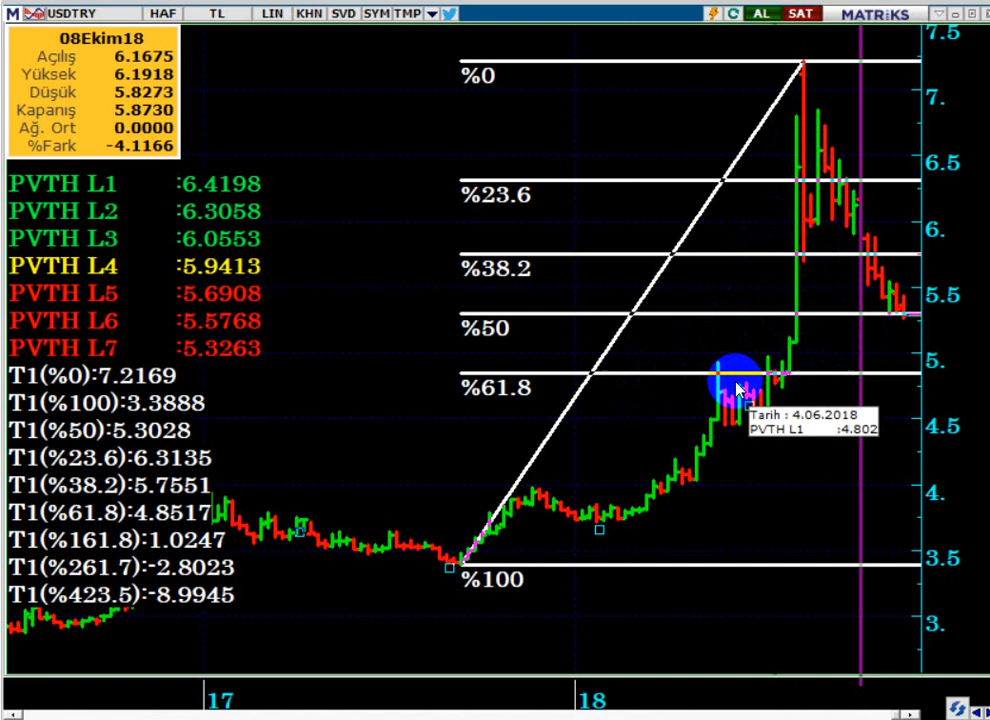 M USDTRY HAF TL LIN KHN SVD SYM TMP C AL SAT MATRİKS
08Ekim18
Açılış 6.1675
Yüksek 6.1918
Düşük 5.8273
Kapanış 5.8730
Ağ. Ort 0.0000
%Fark -4.1166
PVTH L1 :6.4198
PVTH L2 :6.3058
PVTH L3 :6.0553
PVTH L4 :5.9413
PVTH L5 :5.6908
PVTH L6 :5.5768
PVTH L7 :5.3263
T1(%0):7.2169
T1(%100):3.3888
T1(%50):5.3028
T1(%23.6):6.3135
T1(%38.2):5.7551
T1(%61.8):4.8517
T1(%161.8):1.0247
T1(%261.7):-2.8023
T1(%423.5):-8.9945
%0
%23.6
%38.2
%50
%61.8
%100
Tarih : 4.06.2018
PVTH L1 :4.802
7.5
7.
6.5
6.
5.5
5.
4.5
4.
3.5
3.
17
18